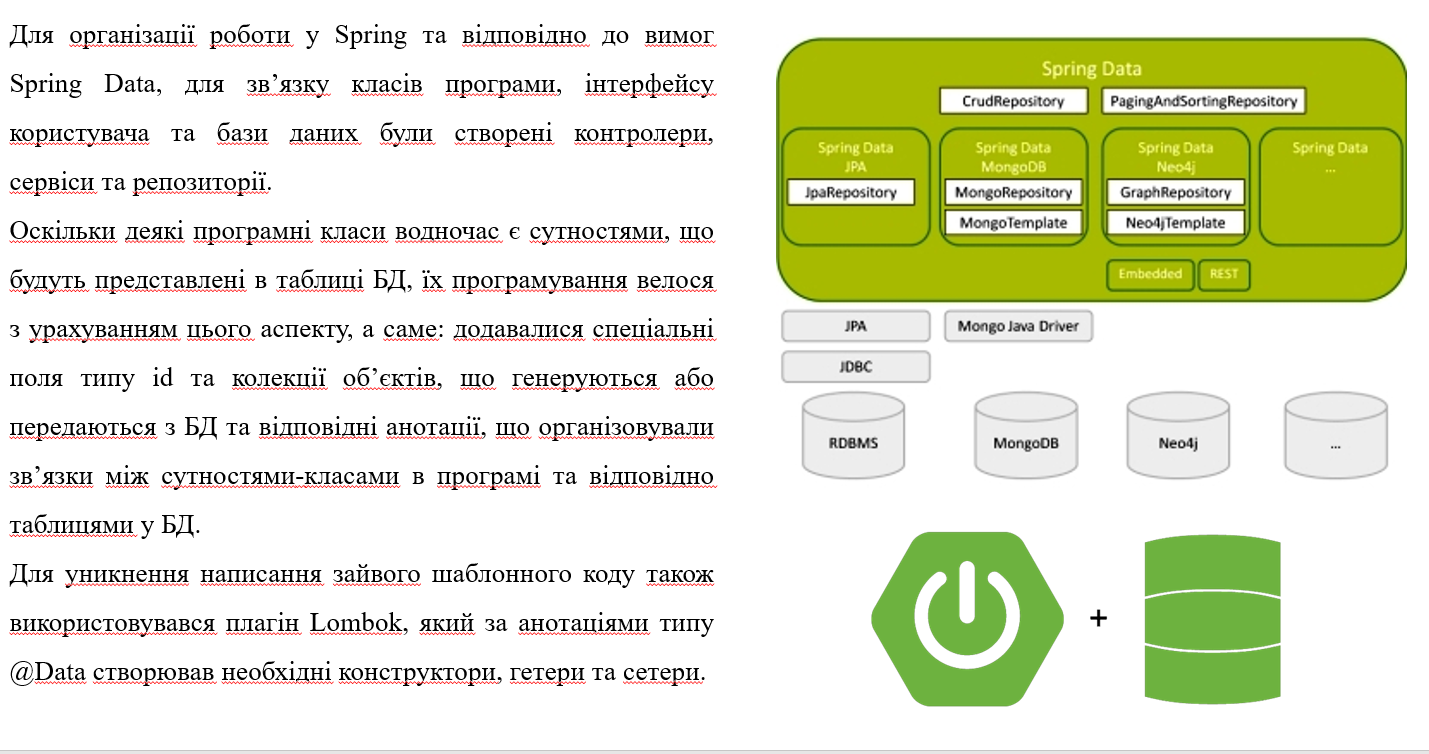 Для організації роботи у Spring та відповідно до вимог
Spring Data, для зв’язку класів програми, інтерфейсу
користувача та бази даних були створені контролери,
сервіси та репозиторії.
Оскільки деякі програмні класи водночас є сутностями, що
будуть представлені в таблиці БД, їх програмування велося
з урахуванням цього аспекту, а саме: додавалися спеціальні
поля типу id та колекції об’єктів, що генеруються або
передаються з БД та відповідні анотації, що організовували
зв’язки між сутностями-класами в програмі та відповідно
таблицями у БД.
Для уникнення написання зайвого шаблонного коду також
використовувався плагін Lombok, який за анотаціями типу
@Data створював необхідні конструктори, гетери та сетери.
Spring Data
CrudRepository PagingAndSortingRepository
Spring Data Spring Data Spring Data Spring Data
JPA MongoDB Neo4j ...
JpaRepository MongoRepository GraphRepository
MongoTemplate Neo4jTemplate
Embedded REST
JPA Mongo Java Driver
JDBC
RDBMS MongoDB Neo4j ...
+